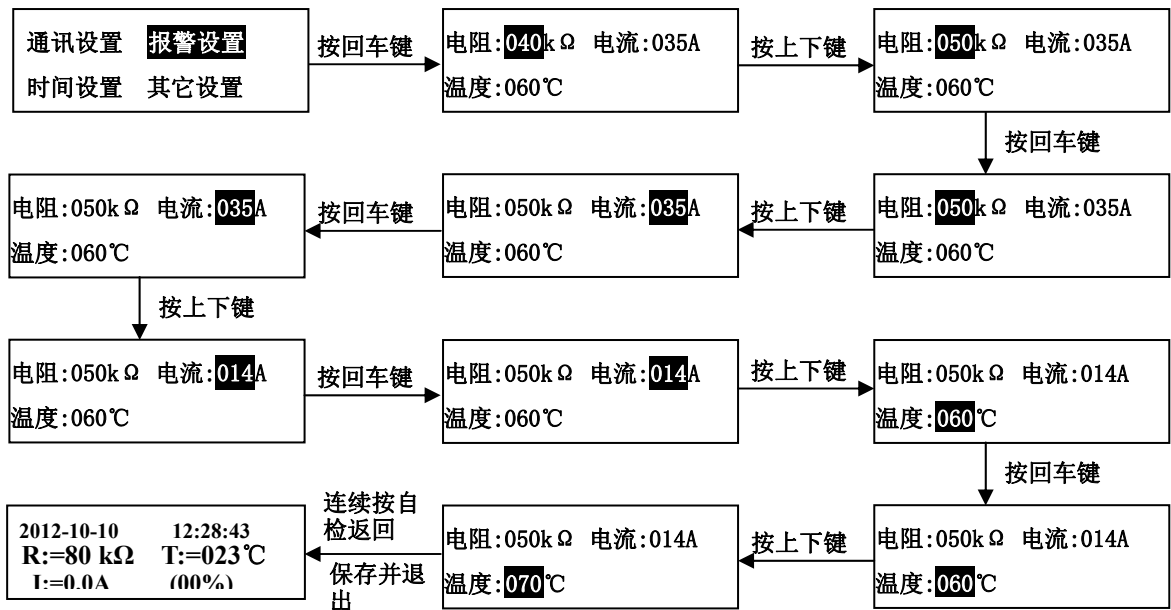 通讯设置 报警设置
时间设置 其它设置
按回车键
电阻:040kΩ 电流:035A
温度:060℃
按上下键
电阻:050kΩ 电流:035A
温度:060℃
按回车键
电阻:050kΩ 电流:035A
温度:060℃
按上下键
电阻:050kΩ 电流:035A
温度:060℃
按回车键
电阻:050kΩ 电流:035A
温度:060℃
按上下键
电阻:050kΩ 电流:014A
温度:060℃
按回车键
电阻:050kΩ 电流:014A
温度:060℃
按上下键
电阻:050kΩ 电流:014A
温度:060℃
按回车键
电阻:050kΩ 电流:014A
温度:060℃
按上下键
电阻:050kΩ 电流:014A
温度:070℃
连续按自
检返回
保存并退
出
2012-10-10 12:28:43
R:=80 kΩ T:=023℃
I:=0.0A (00%)